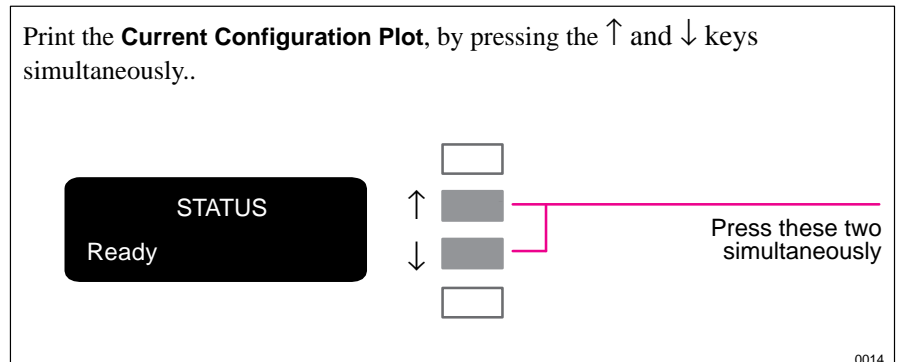 Print the Current Configuration Plot, by pressing the ↑ and ↓ keys
simultaneously..
STATUS
Ready
↑
↓
Press these two
simultaneously
0014